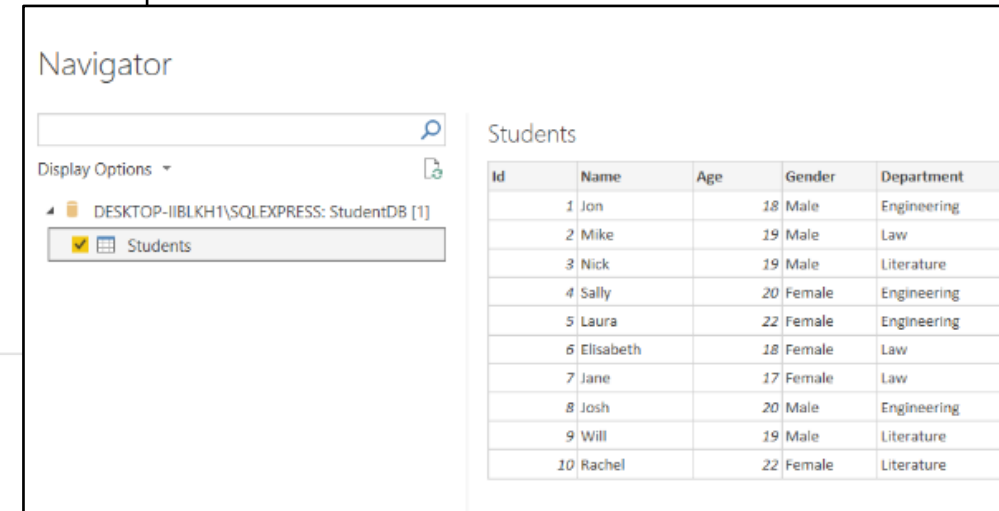 Navigator
Display Options
DESKTOP-IIBLKH1\SQLEXPRESS: StudentDB [1]
Students
Students
Id Name Age Gender Department
1 Jon 18 Male Engineering
2 Mike 19 Male Law
3 Nick 19 Male Literature
4 Sally 20 Female Engineering
5 Laura 22 Female Engineering
6 Elisabeth 18 Female Law
7 Jane 17 Female Law
8 Josh 20 Male Engineering
9 Will 19 Male Literature
10 Rachel 22 Female Literature